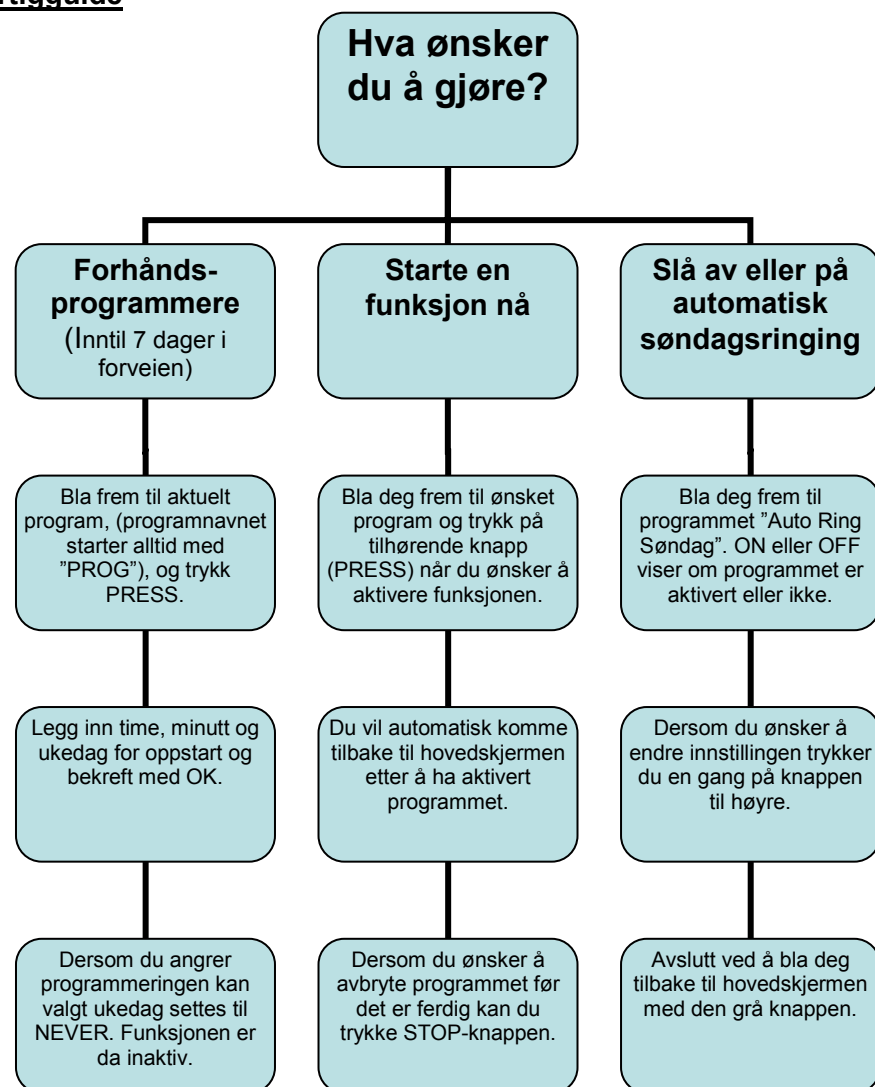 Hva ønsker
du å gjøre?
Forhånds-
programmere
(Inntil 7 dager i
forveien)
Bla frem til aktuelt
program, (programnavnet
starter alltid med
”PROG”), og trykk
PRESS.
Legg inn time, minutt og
ukedag for oppstart og
bekreft med OK.
Dersom du angrer
programmeringen kan
valgt ukedag settes til
NEVER. Funksjonen er
da inaktiv.
Starte en
funksjon nå
Bla deg frem til ønsket
program og trykk på
tilhørende knapp
(PRESS) når du ønsker å
aktivere funksjonen.
Du vil automatisk komme
tilbake til hovedskjermen
etter å ha aktivert
programmet.
Dersom du ønsker å
avbryte programmet før
det er ferdig kan du
trykke STOP-knappen.
Slå av eller på
automatisk
søndagsringing
Bla deg frem til
programmet ”Auto Ring
Søndag”. ON eller OFF
viser om programmet er
aktivert eller ikke.
Dersom du ønsker å
endre innstillingen trykker
du en gang på knappen
til høyre.
Avslutt ved å bla deg
tilbake til hovedskjermen
med den grå knappen.